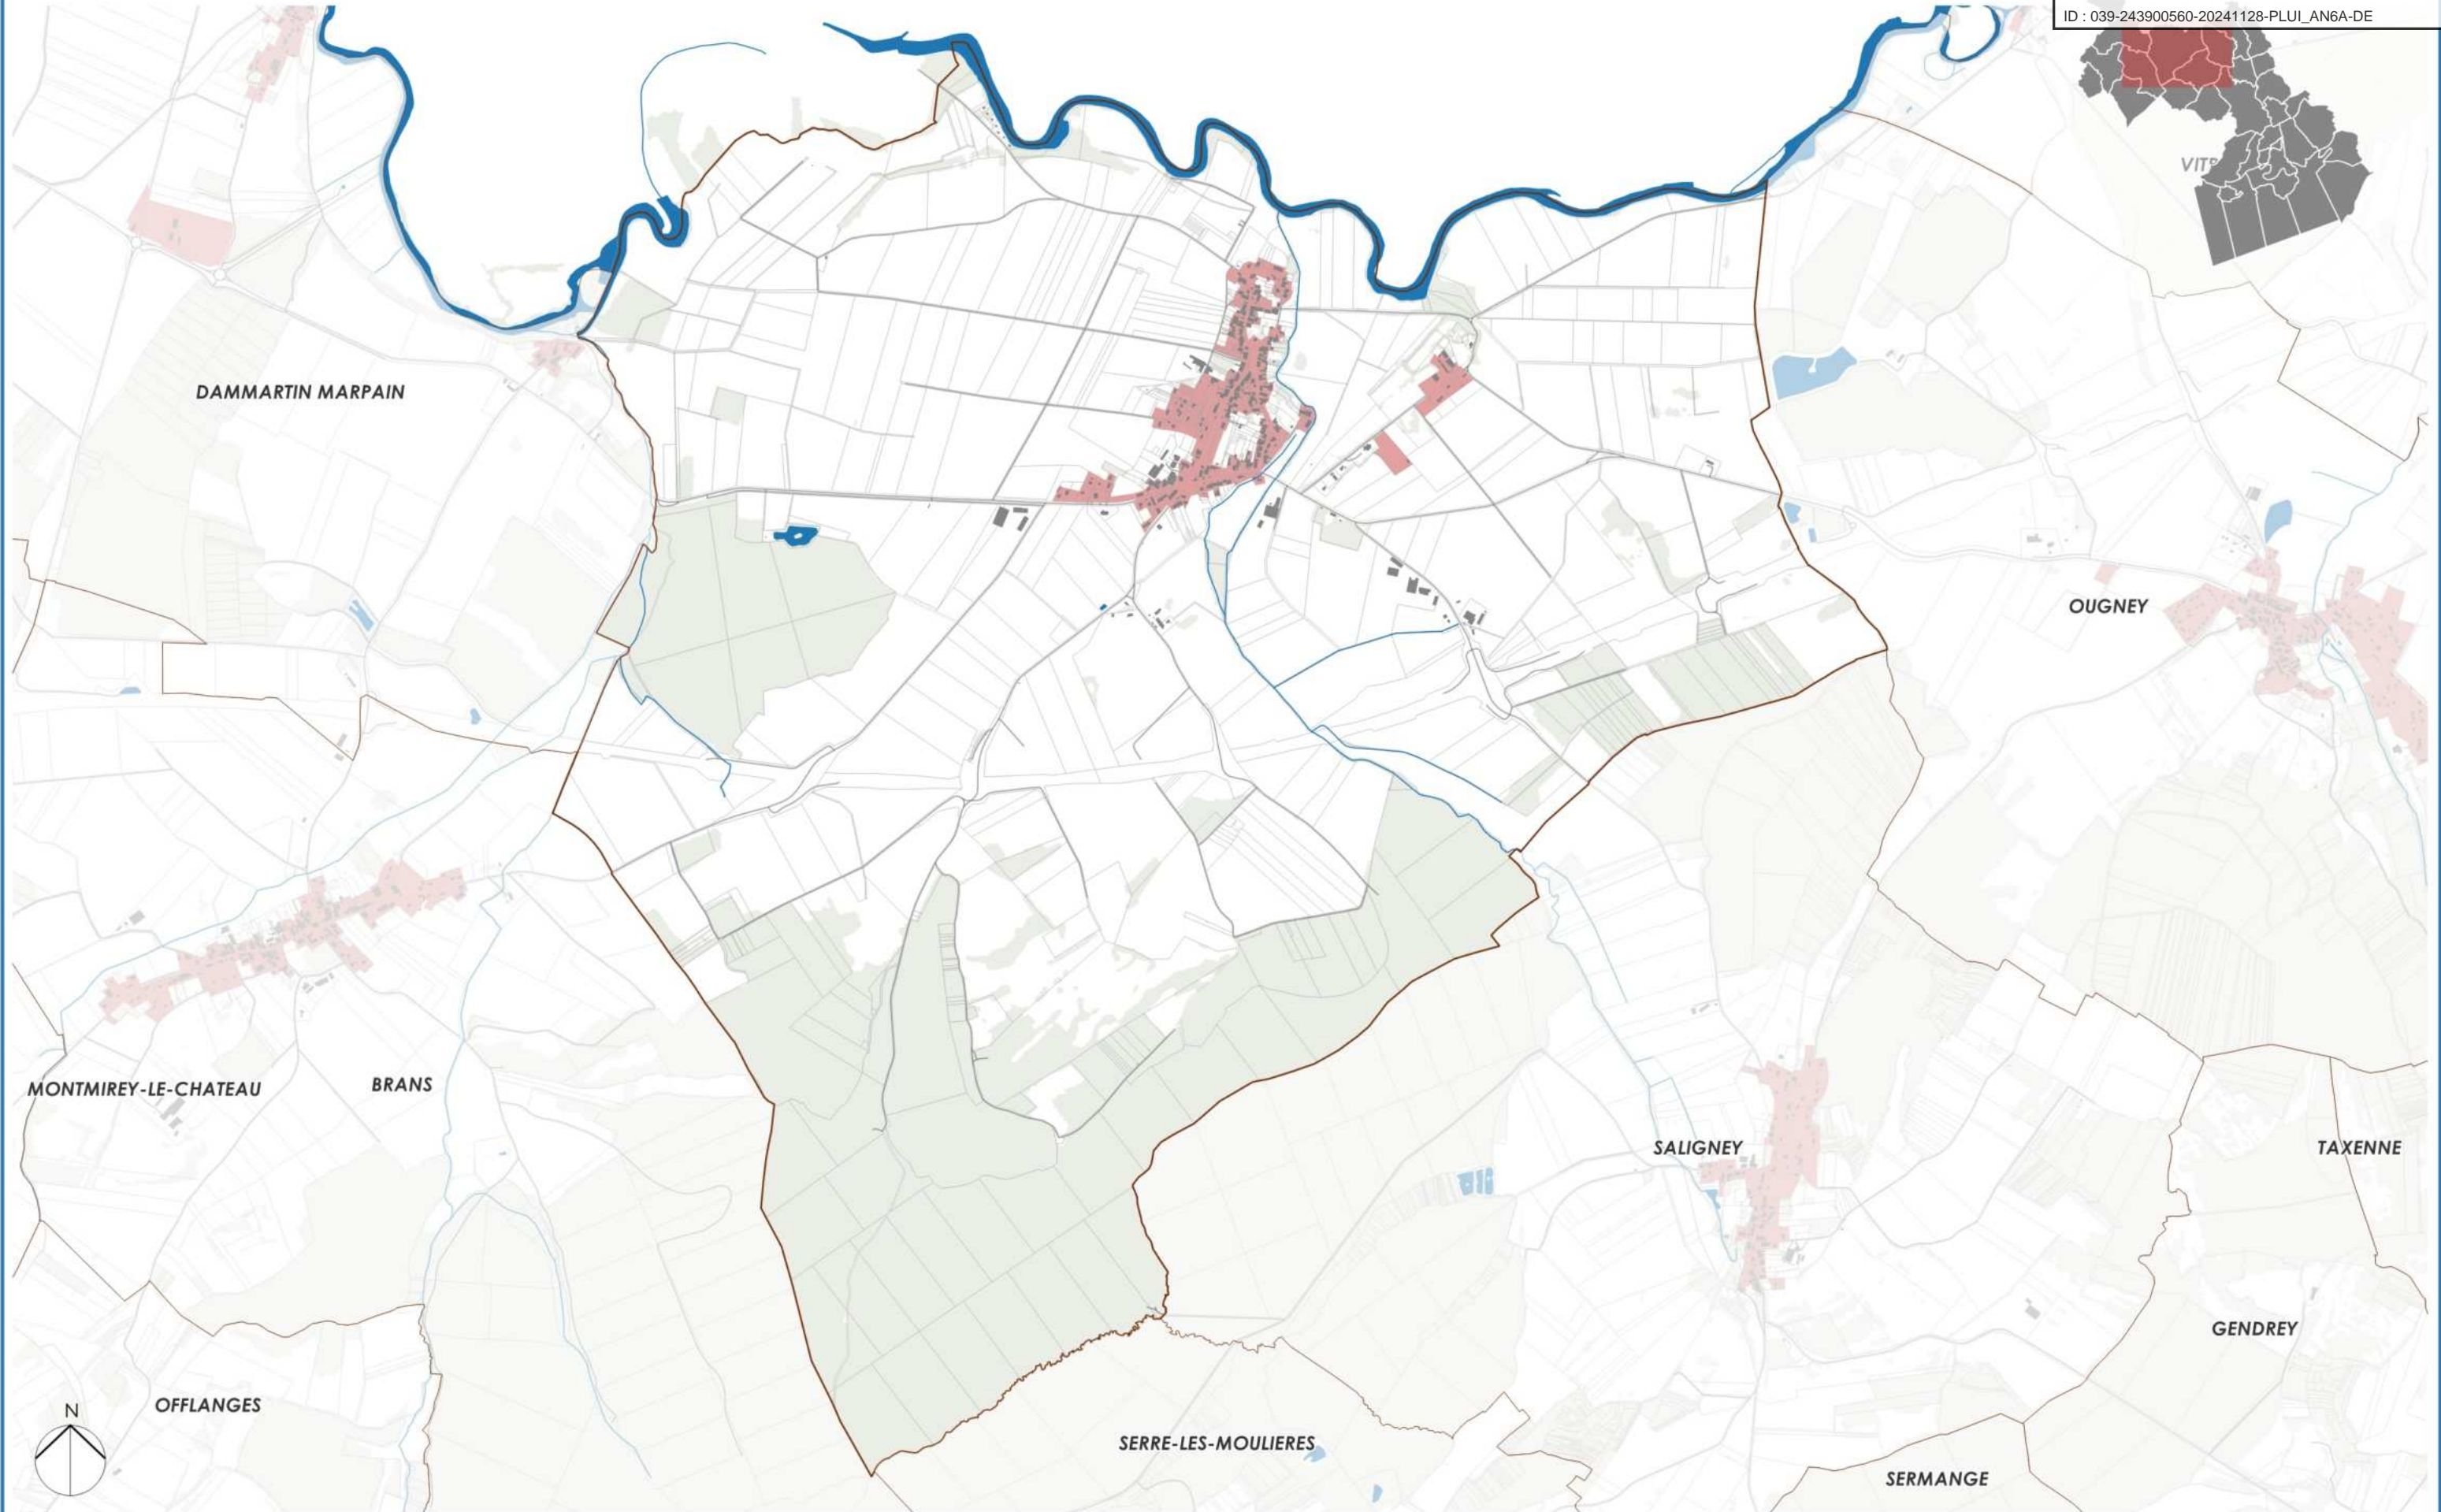 ID : 039-243900560-20241128-PLUI_AN6A-DE
DAMMARTIN MARPAIN
OUGNEY
MONTMIREY-LE-CHATEAU
BRANS
SALIGNEY
TAXENNE
GENDREY
OFFLANGES
N
SERRE-LES-MOULIERES
SERMANGE